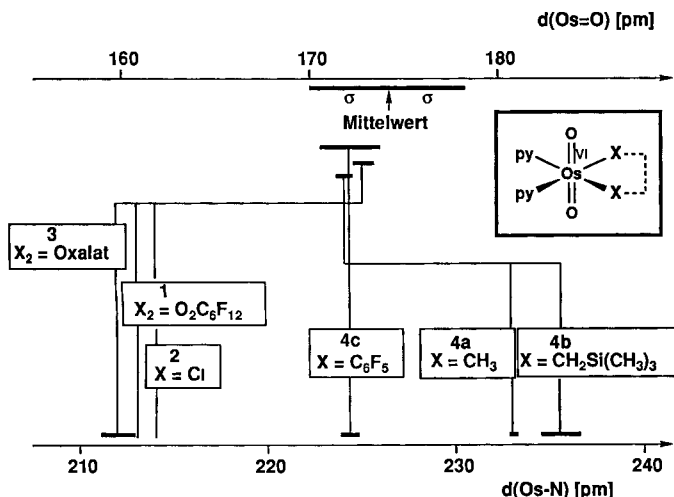 d(Os=O) [pm]
160 170 180
σ σ
Mittelwert
O
py VI X
Os
py X
O
3
X₂ = Oxalat
1
X₂ = O₂C₆F₁₂
2
X = Cl
4c
X = C₆F₅
4a
X = CH₃
4b
X = CH₂Si(CH₃)₃
210 220 230 240
d(Os-N) [pm]